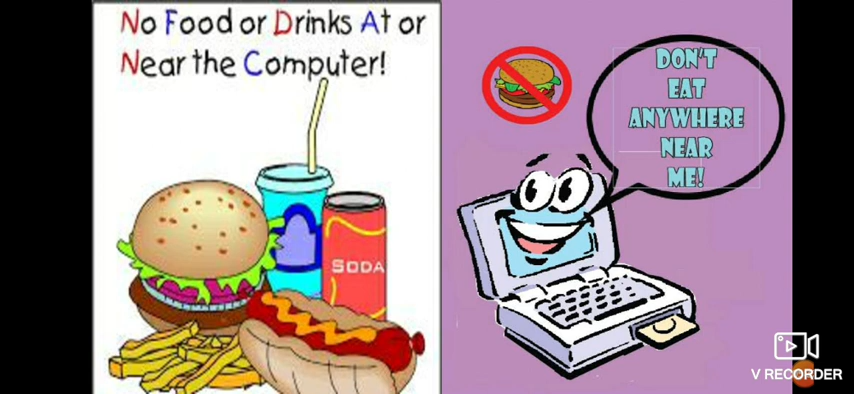 No Food or Drinks At or
Near the Computer!
SODA
DON'T
EAT
ANYWHERE
NEAR
ME!
V RECORDER